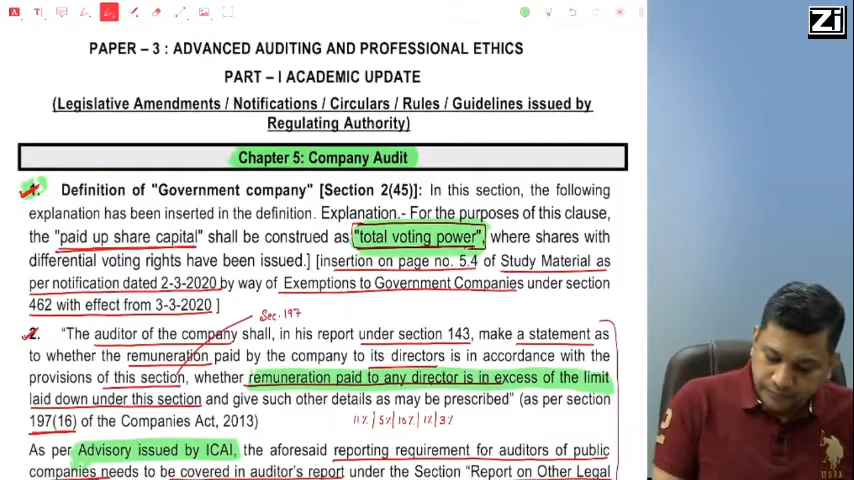 Zi
PAPER – 3 : ADVANCED AUDITING AND PROFESSIONAL ETHICS
PART – I ACADEMIC UPDATE
(Legislative Amendments / Notifications / Circulars / Rules / Guidelines issued by
Regulating Authority)
Chapter 5: Company Audit
1. Definition of "Government company" [Section 2(45)]: In this section, the following
explanation has been inserted in the definition. Explanation.- For the purposes of this clause,
the "paid up share capital" shall be construed as "total voting power", where shares with
differential voting rights have been issued.] [insertion on page no. 5.4 of Study Material as
per notification dated 2-3-2020 by way of Exemptions to Government Companies under section
462 with effect from 3-3-2020 ]
Sec. 197
2. “The auditor of the company shall, in his report under section 143, make a statement as
to whether the remuneration paid by the company to its directors is in accordance with the
provisions of this section, whether remuneration paid to any director is in excess of the limit
laid down under this section and give such other details as may be prescribed” (as per section
197(16) of the Companies Act, 2013)
11% | 5% | 10% | 1% | 3%
As per Advisory issued by ICAI, the aforesaid reporting requirement for auditors of public
companies needs to be covered in auditor's report under the Section “Report on Other Legal
2
USPA